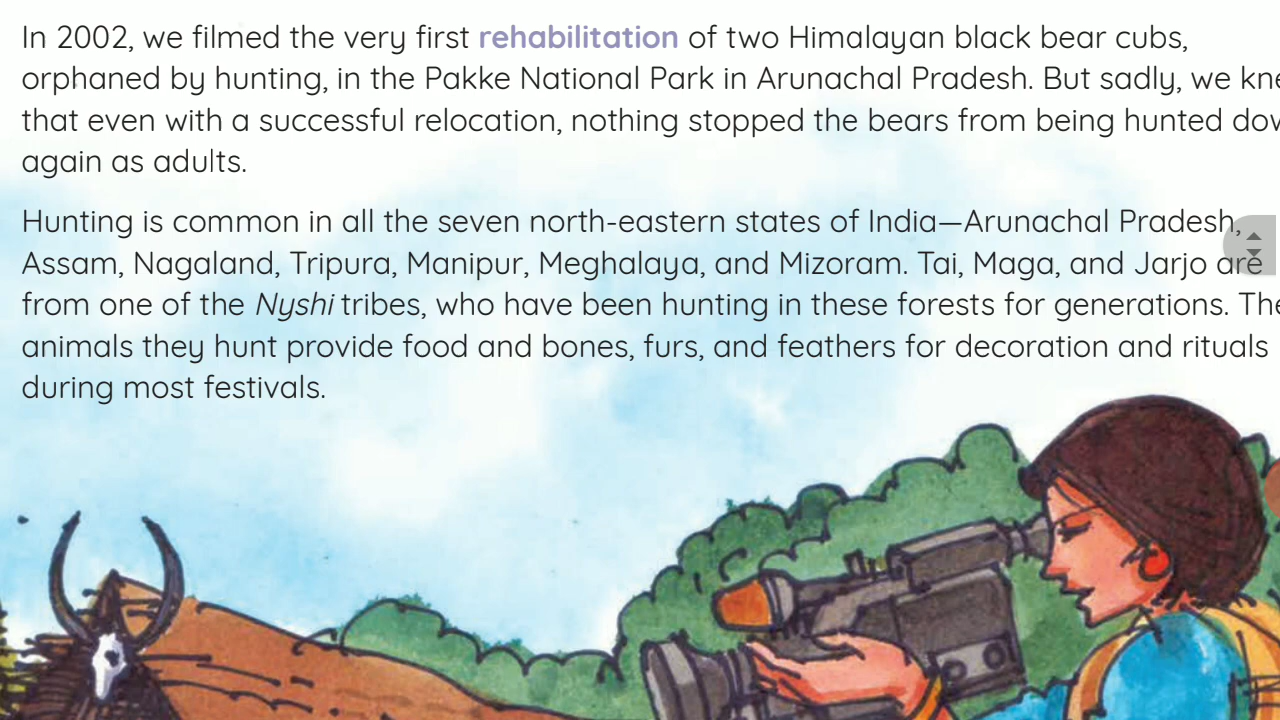 In 2002, we filmed the very first rehabilitation of two Himalayan black bear cubs,
orphaned by hunting, in the Pakke National Park in Arunachal Pradesh. But sadly, we
that even with a successful relocation, nothing stopped the bears from being hunted
again as adults.
Hunting is common in all the seven north-eastern states of India—Arunachal Pradesh,
Assam, Nagaland, Tripura, Manipur, Meghalaya, and Mizoram. Tai, Maga, and Jarjo are
from one of the Nyshi tribes, who have been hunting in these forests for generations.
animals they hunt provide food and bones, furs, and feathers for decoration and rituals
during most festivals.